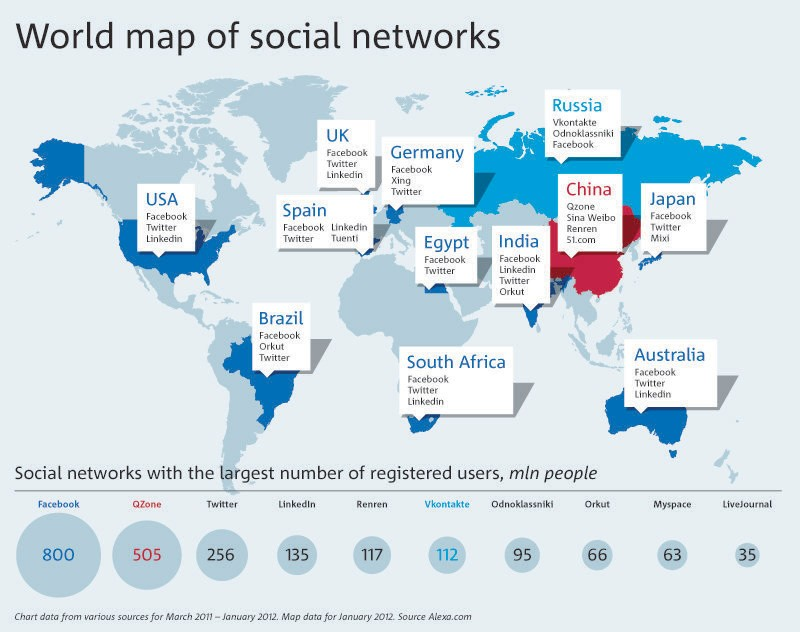 World map of social networks
Russia
Vkontakte
Odnoklassniki
Facebook
UK
Facebook
Twitter
Linkedin
Germany
Facebook
Xing
Twitter
China
Qzone
Sina Weibo
Renren
51.com
USA
Facebook
Twitter
Linkedin
Spain
Facebook Linkedin
Twitter Tuenti
Japan
Facebook
Twitter
Mixi
Egypt
Facebook
Twitter
India
Facebook
Linkedin
Twitter
Orkut
Brazil
Facebook
Orkut
Twitter
South Africa
Facebook
Twitter
Linkedin
Australia
Facebook
Twitter
Linkedin
Social networks with the largest number of registered users, mln people
Facebook QZone Twitter LinkedIn Renren Vkontakte Odnoklassniki Orkut Myspace LiveJournal
800 505 256 135 117 112 95 66 63 35
Chart data from various sources for March 2011 – January 2012. Map data for January 2012. Source Alexa.com